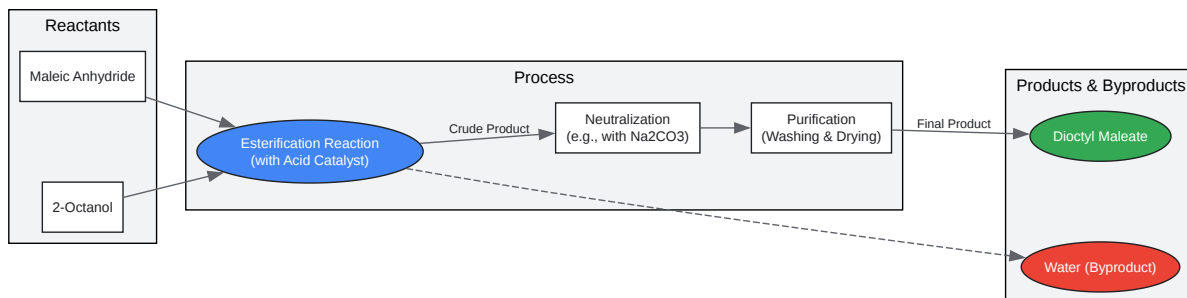 Reactants
Maleic Anhydride
2-Octanol
Process
Esterification Reaction
(with Acid Catalyst)
Crude Product
Neutralization
(e.g., with Na2CO3)
Purification
(Washing & Drying)
Final Product
Products & Byproducts
Dioctyl Maleate
Water (Byproduct)